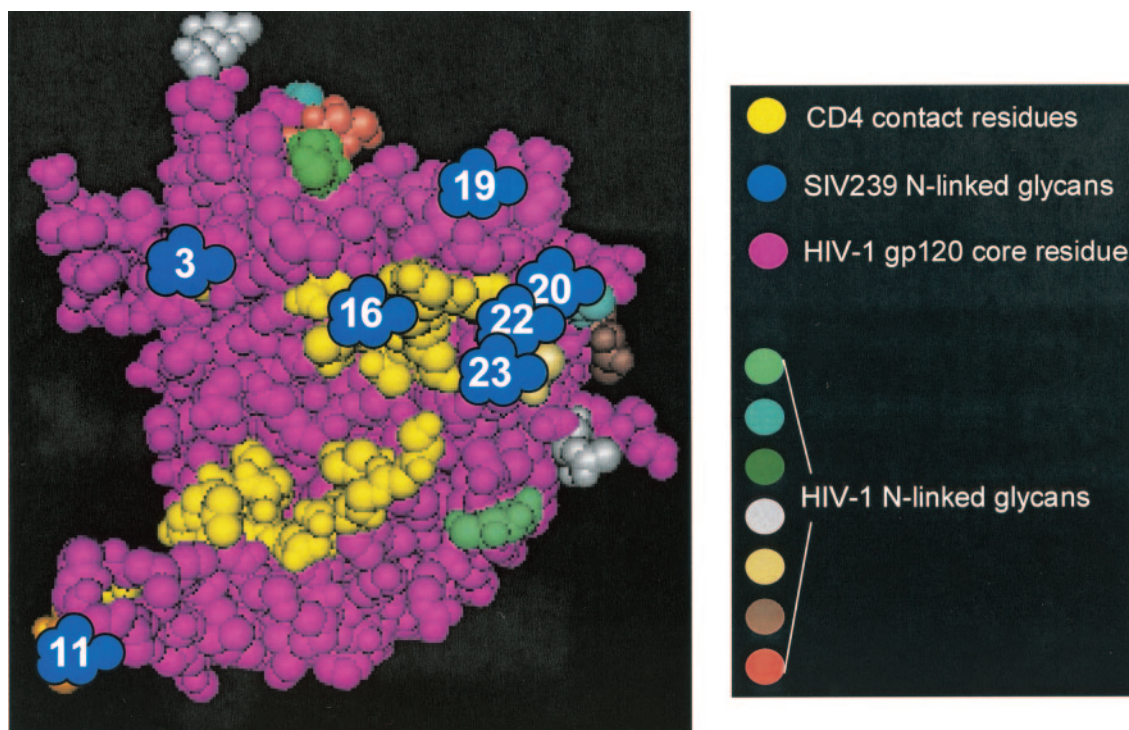 19
3
20
16
22
23
11
CD4 contact residues
SIV239 N-linked glycans
HIV-1 gp120 core residue
HIV-1 N-linked glycans